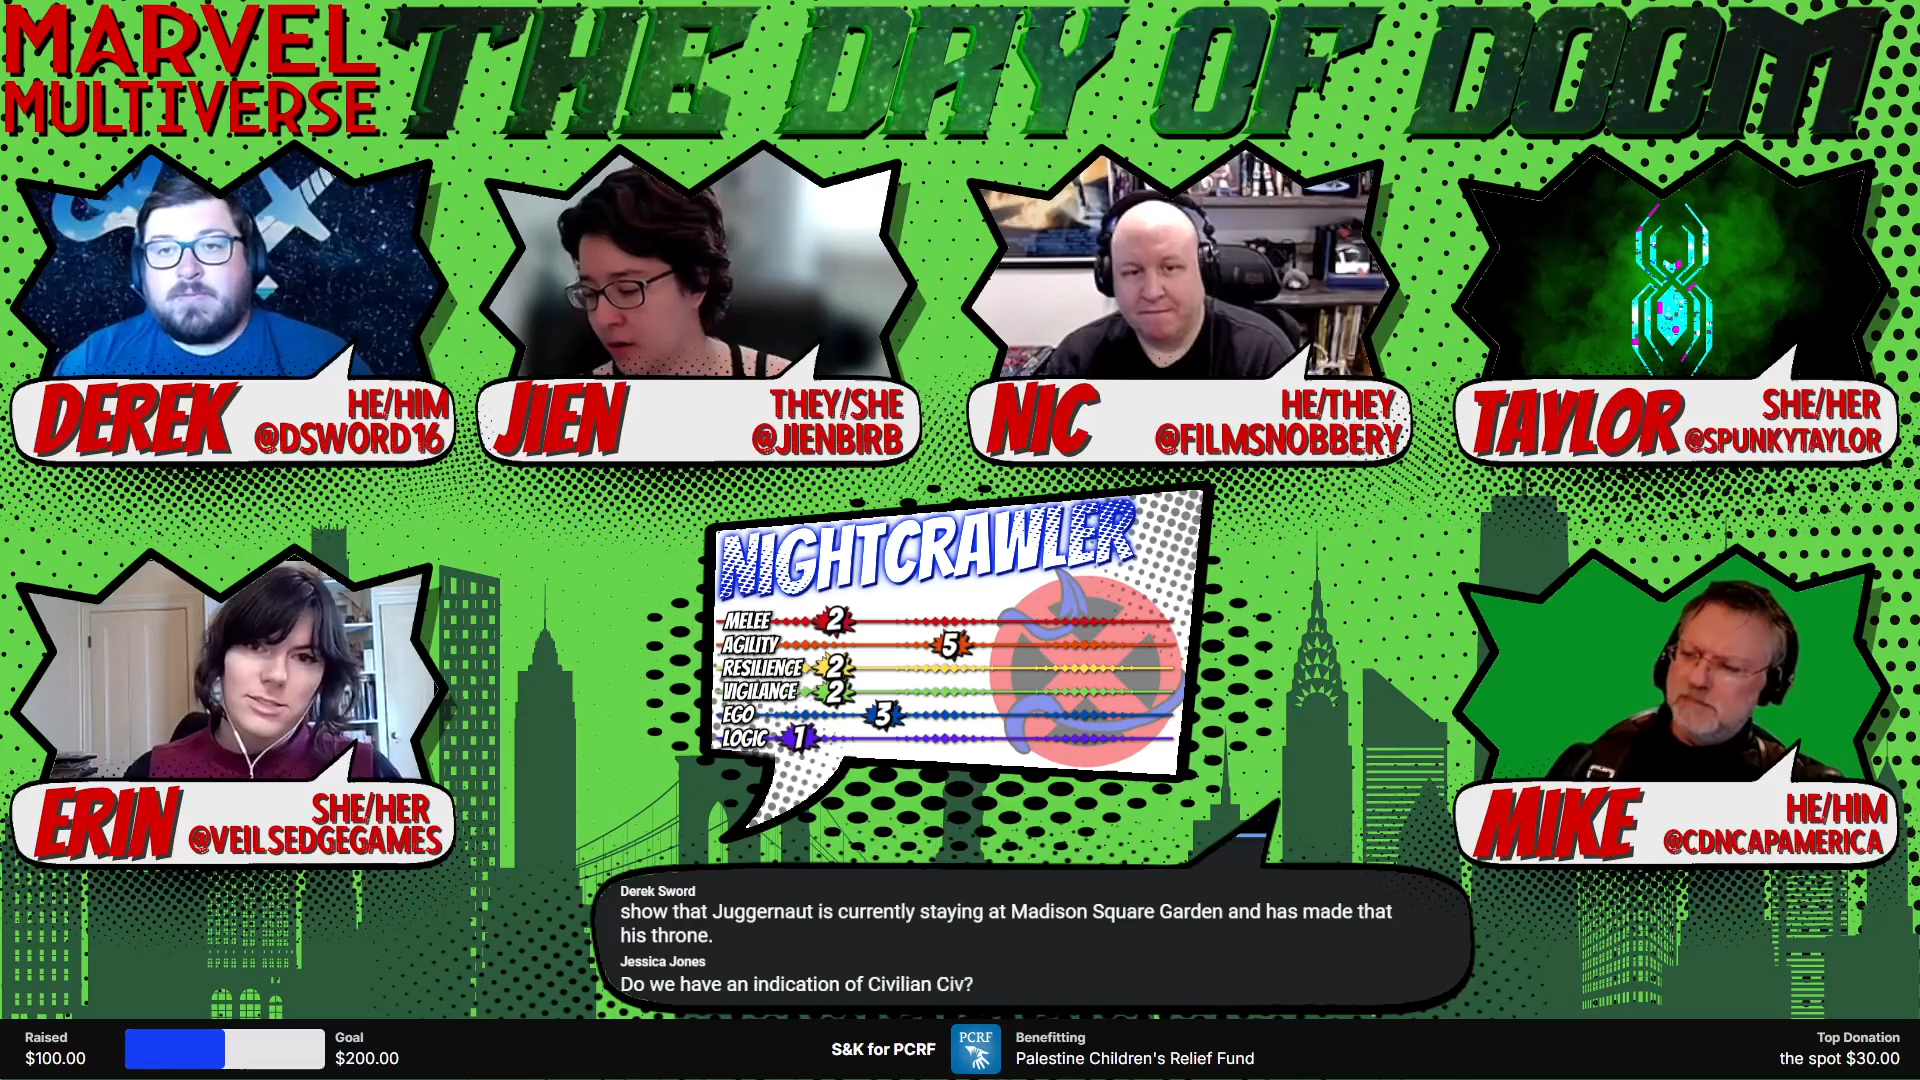 MARVEL
MULTIVERSE
THE DAY OF DOOM
DEREK
HE/HIM
@DSWORD16
JIEN
THEY/SHE
@JIENBIRB
NIC
HE/THEY
@FILMSNOBBERY
TAYLOR
SHE/HER
@SPUNKYTAYLOR
NIGHTCRAWLER
MELEE 2
AGILITY 5
RESILIENCE 2
VIGILANCE 2
EGO 3
LOGIC 1
ERIN
SHE/HER
@VEILSEDGEGAMES
MIKE
HE/HIM
@CDNCAPAMERICA
Derek Sword
show that Juggernaut is currently staying at Madison Square Garden and has made that
his throne.
Jessica Jones
Do we have an indication of Civilian Civ?
Raised
$100.00
Goal
$200.00
S&K for PCRF
PCRF
Benefitting
Palestine Children's Relief Fund
Top Donation
the spot $30.00